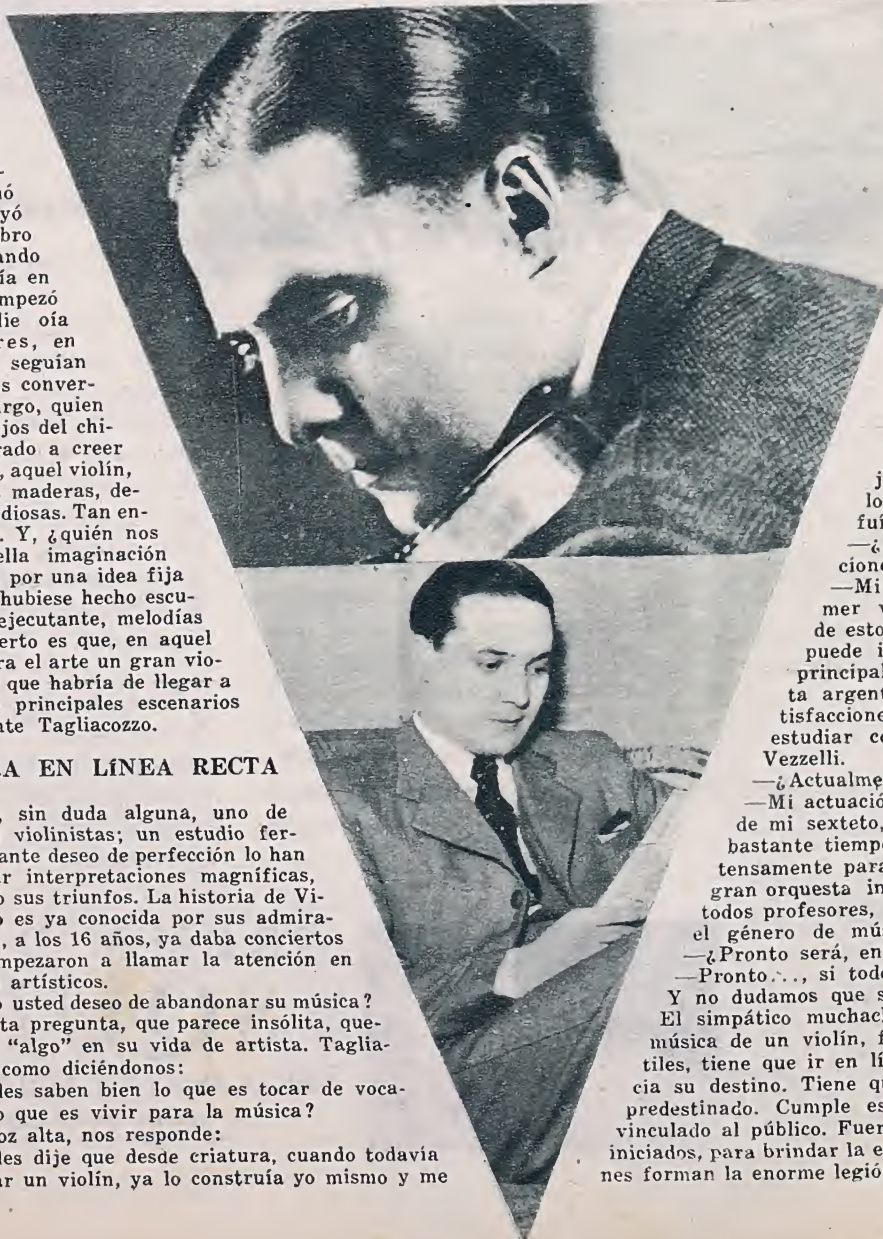 -
nó
yó
bro
ando
ía en
mpezó
die oía
res, en
seguían
s conver-
rgo, quien
jos del chi-
rado a creer
, aquel violín,
maderas, de-
diosas. Tan en-
. Y, ¿quién nos
ella imaginación
por una idea fija
hubiese hecho escu-
ejecutante, melodías
erto es que, en aquel
ra el arte un gran vio-
que habría de llegar a
principales escenarios
nte Tagliacozzo.
A EN LíNEA RECTA
, sin duda alguna, uno de
violinistas; un estudio fer-
ante deseo de perfección lo han
r interpretaciones magníficas,
o sus triunfos. La historia de Vi-
o es ya conocida por sus admira-
, a los 16 años, ya daba conciertos
mpezaron a llamar la atención en
artísticos.
o usted deseo de abandonar su música?
ta pregunta, que parece insólita, que-
"algo" en su vida de artista. Taglia-
como diciéndonos:
les saben bien lo que es tocar de voca-
o que es vivir para la música?
oz alta, nos responde:
les dije que desde criatura, cuando todavía
ar un violín, ya lo construía yo mismo y me
j
lo
fuí
—¿
cione
—Mi
mer v
de esto
puede i
principal
ta argent
tisfaccione
estudiar co
Vezzelli.
—¿Actualme
—Mi actuació
de mi sexteto,
bastante tiempo
tensamente para
gran orquesta in
todos profesores,
el género de mús
—¿Pronto será, en
—Pronto..., si todo
Y no dudamos que s
El simpático muchach
música de un violín, f
tiles, tiene que ir en lí
cia su destino. Tiene qu
predestinado. Cumple es
vinculado al público. Fuer
iniciados, para brindar la e
nes forman la enorme legió